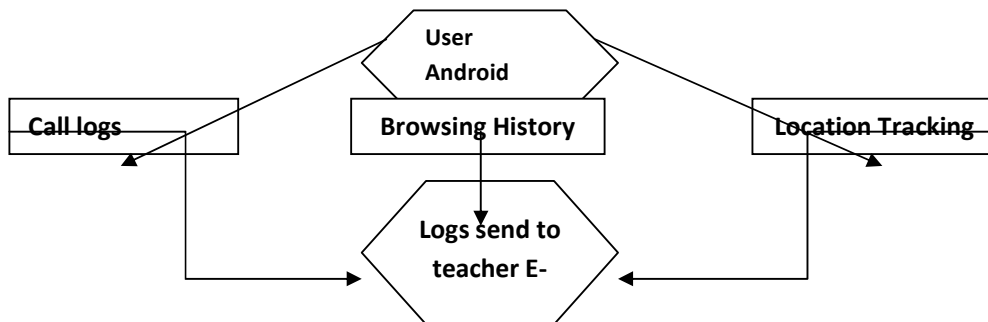 User
Android
Call logs
Browsing History
Location Tracking
Logs send to
teacher E-